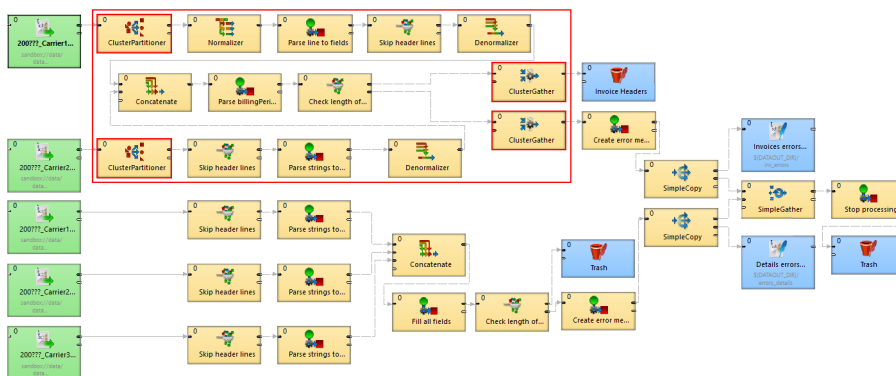 0 0 0 0 0 0
200???_Carrier1... ClusterPartitioner Normalizer Parse line to fields Skip header lines Denormalizer
sandbox://data/
data...
0 0 0 0 0
Concatenate Parse billingPeri... Check length of... ClusterGather Invoice Headers
0 0 0 0 0 0 0
200???_Carrier2... ClusterPartitioner Skip header lines Parse strings to... Denormalizer ClusterGather Create error me...
sandbox://data/
data...
0
Invoices errors...
${DATAOUT_DIR}/
inv_errors
0 0 0
SimpleCopy SimpleGather Stop processing
0 0 0
200???_Carrier1... Skip header lines Parse strings to...
sandbox://data/
data...
0 0 0
SimpleCopy Details errors... Trash
${DATAOUT_DIR}/
errors_details
0 0
Concatenate Trash
0 0 0
200???_Carrier2... Skip header lines Parse strings to...
sandbox://data/
data...
0 0 0
Fill all fields Check length of... Create error me...
0 0 0
200???_Carrier3... Skip header lines Parse strings to...
sandbox://data/
data...